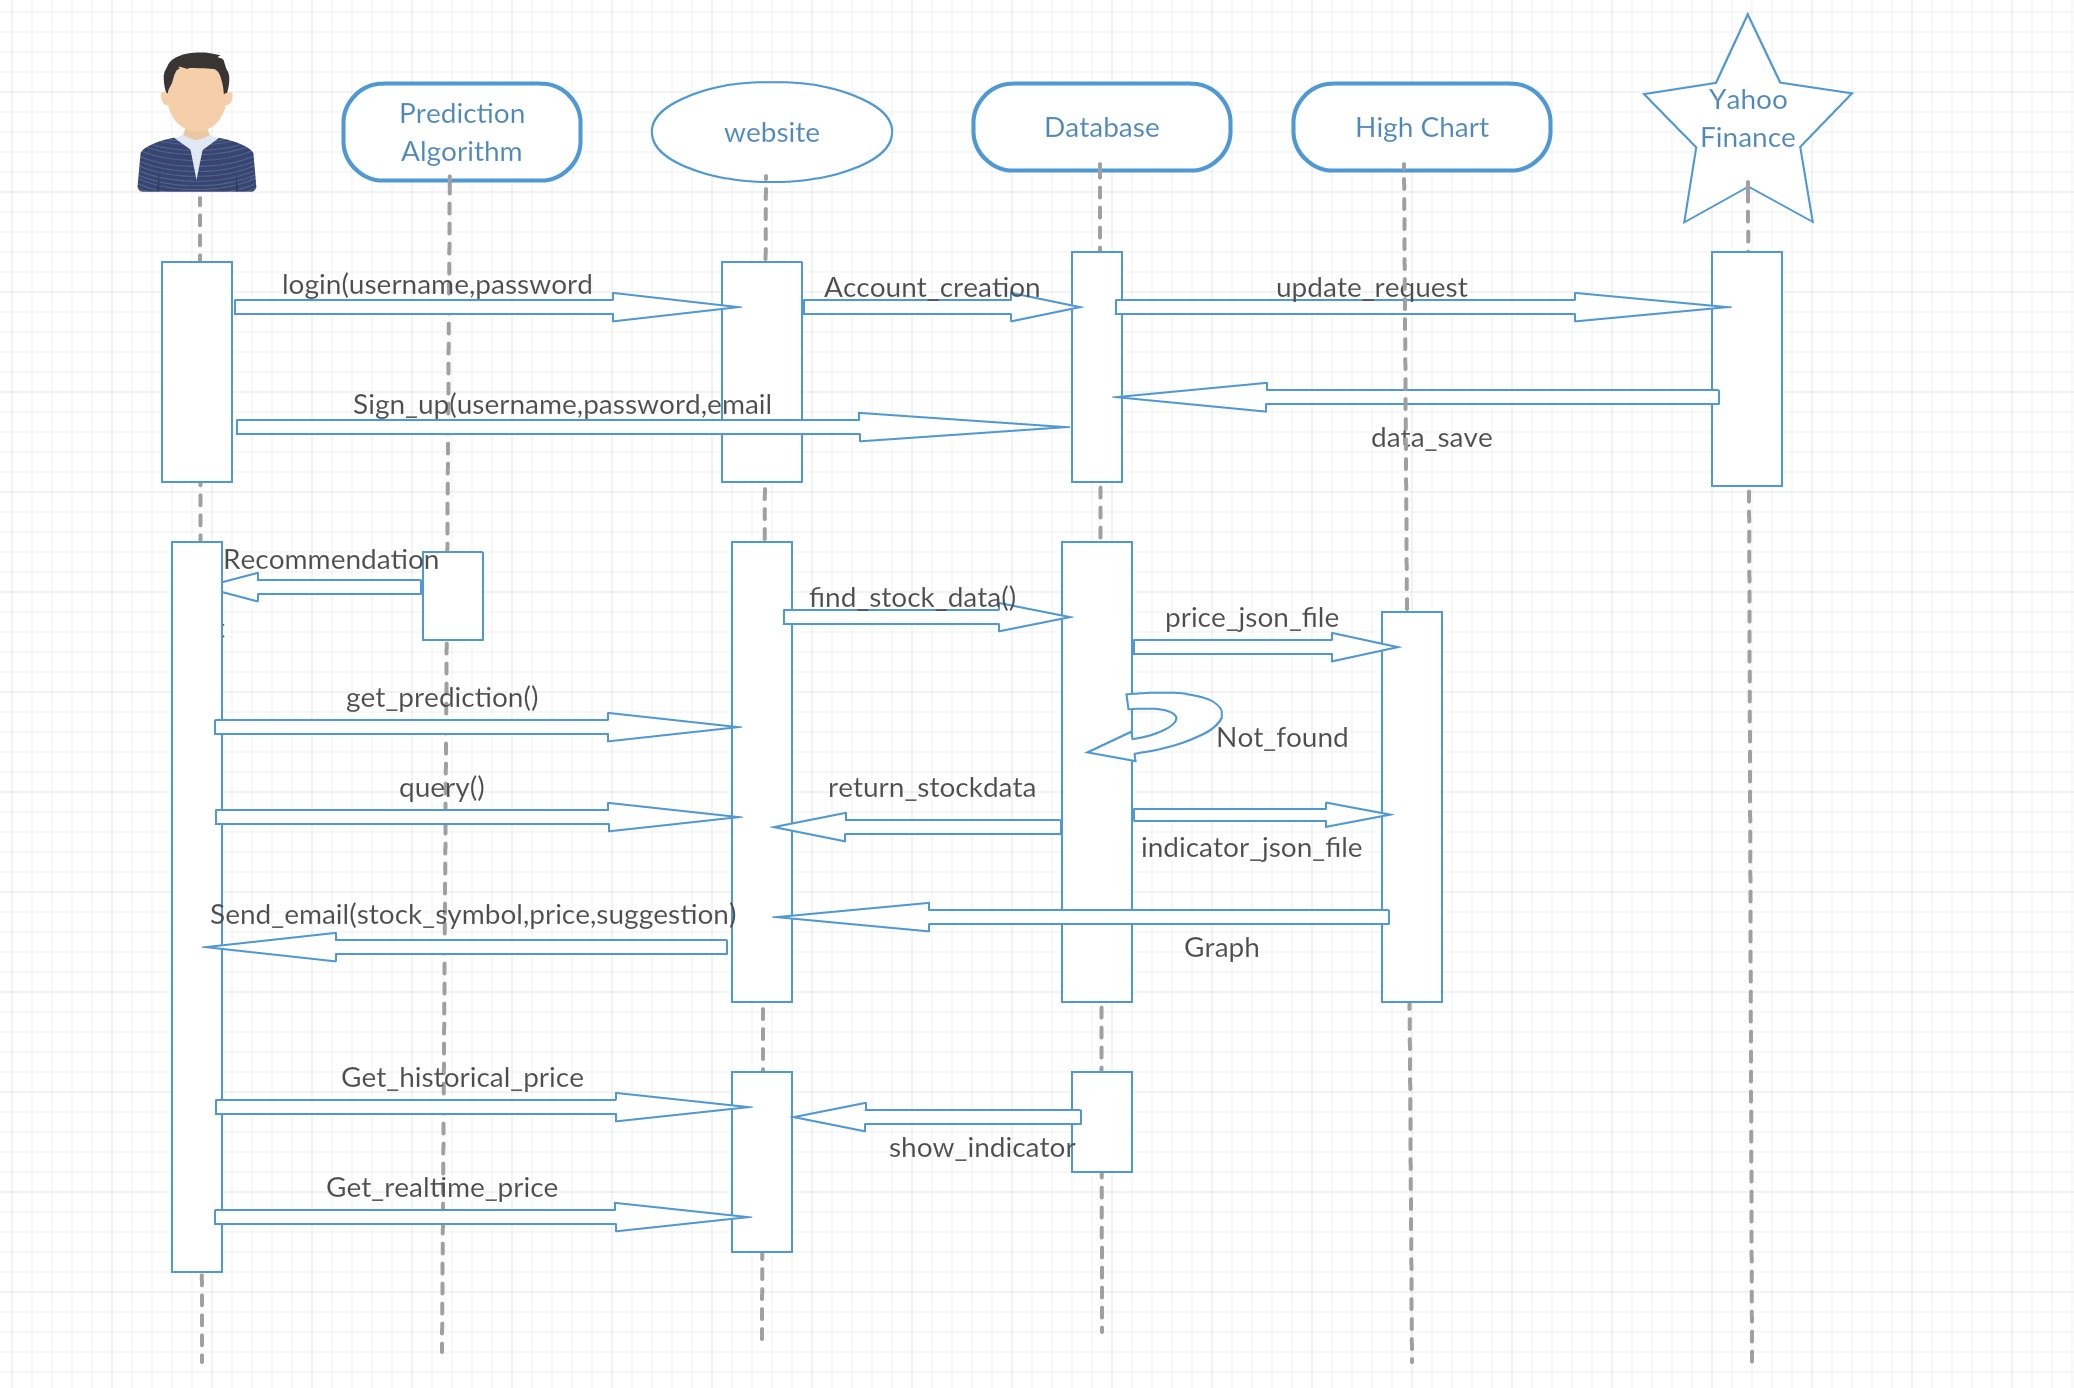 Prediction
Algorithm
website
Database
High Chart
Yahoo
Finance
login(username,password
Account_creation
update_request
Sign_up(username,password,email
data_save
Recommendation
find_stock_data()
price_json_file
get_prediction()
Not_found
query()
return_stockdata
indicator_json_file
Send_email(stock_symbol,price,suggestion)
Graph
Get_historical_price
show_indicator
Get_realtime_price